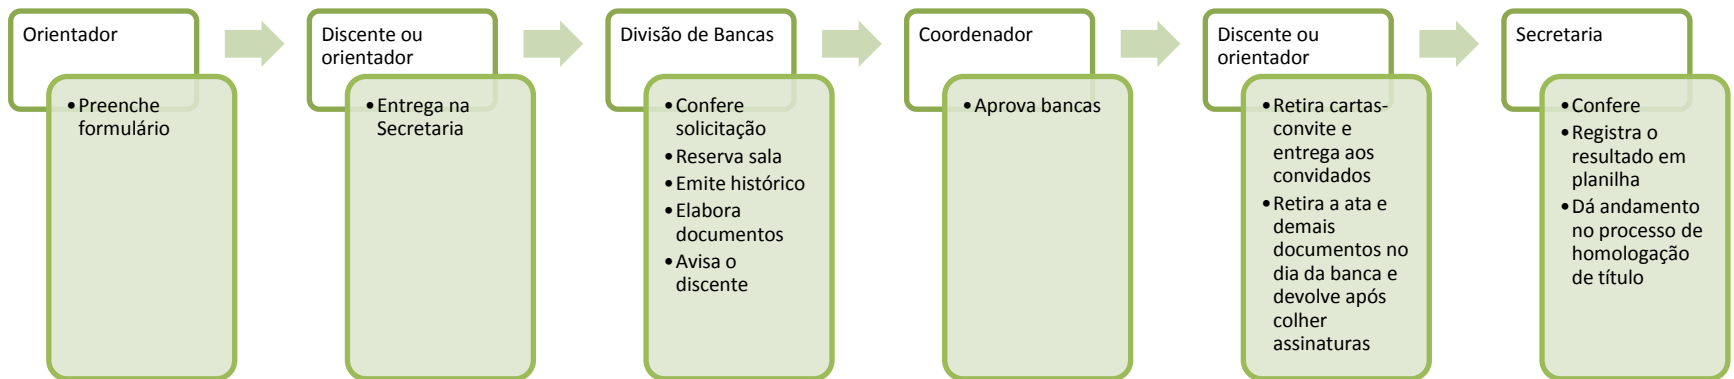 Orientador
• Preenche
formulário
Discente ou
orientador
• Entrega na
Secretaria
Divisão de Bancas
• Confere
solicitação
• Reserva sala
• Emite histórico
• Elabora
documentos
• Avisa o
discente
Coordenador
• Aprova bancas
Discente ou
orientador
• Retira cartas-
convite e
entrega aos
convidados
• Retira a ata e
demais
documentos no
dia da banca e
devolve após
colher
assinaturas
Secretaria
• Confere
• Registra o
resultado em
planilha
• Dá andamento
no processo de
homologação
de título